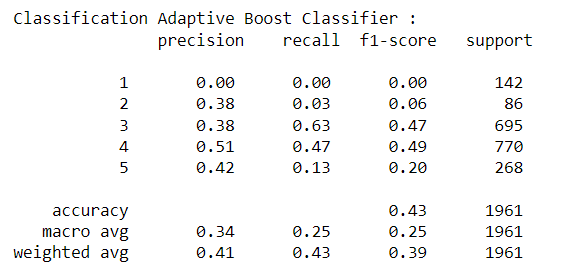 Classification Adaptive Boost Classifier :
precision recall f1-score support
1 0.00 0.00 0.00 142
2 0.38 0.03 0.06 86
3 0.38 0.63 0.47 695
4 0.51 0.47 0.49 770
5 0.42 0.13 0.20 268
accuracy 0.43 1961
macro avg 0.34 0.25 0.25 1961
weighted avg 0.41 0.43 0.39 1961